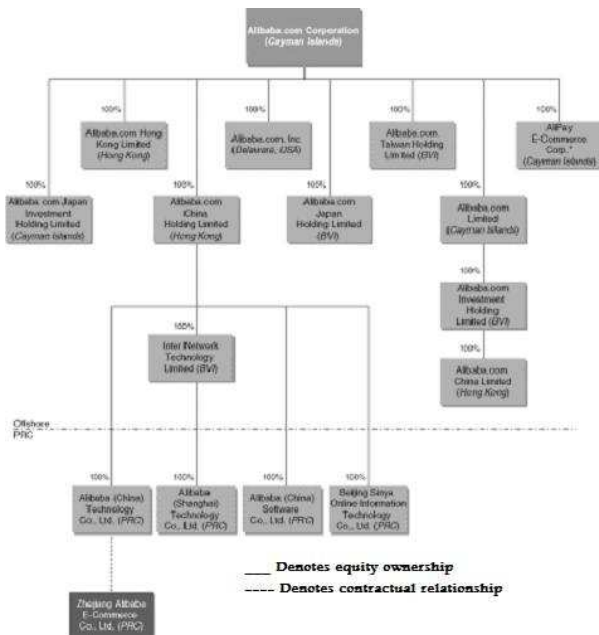 Alibaba.com Corporation
(Cayman Islands)
100%
Alibaba.com Hong
Kong Limited
(Hong Kong)
100%
Alibaba.com, Inc.
(Delaware, USA)
100%
Alibaba.com
Taiwan Holding
Limited (BVI)
100%
AliPay
E-Commerce
Corp.*
(Cayman Islands)
100%
Alibaba.com Japan
Investment
Holding Limited
(Cayman Islands)
100%
Alibaba.com
China
Holding Limited
(Hong Kong)
100%
Alibaba.com
Japan
Holding Limited
(BVI)
100%
Alibaba.com
Limited
(Cayman Islands)
100%
Alibaba.com
Investment
Holding
Limited (BVI)
100%
Inter Network
Technology
Limited (BVI)
100%
Alibaba.com
China Limited
(Hong Kong)
Offshore
PRC
100%
Alibaba (China)
Technology
Co., Ltd. (PRC)
100%
Alibaba
(Shanghai)
Technology
Co., Ltd. (PRC)
100%
Alibaba (China)
Software
Co., Ltd. (PRC)
100%
Beijing Sinya
Online Information
Technology
Co., Ltd. (PRC)
___ Denotes equity ownership
---- Denotes contractual relationship
Zhejiang Alibaba
E-Commerce
Co., Ltd. (PRC)